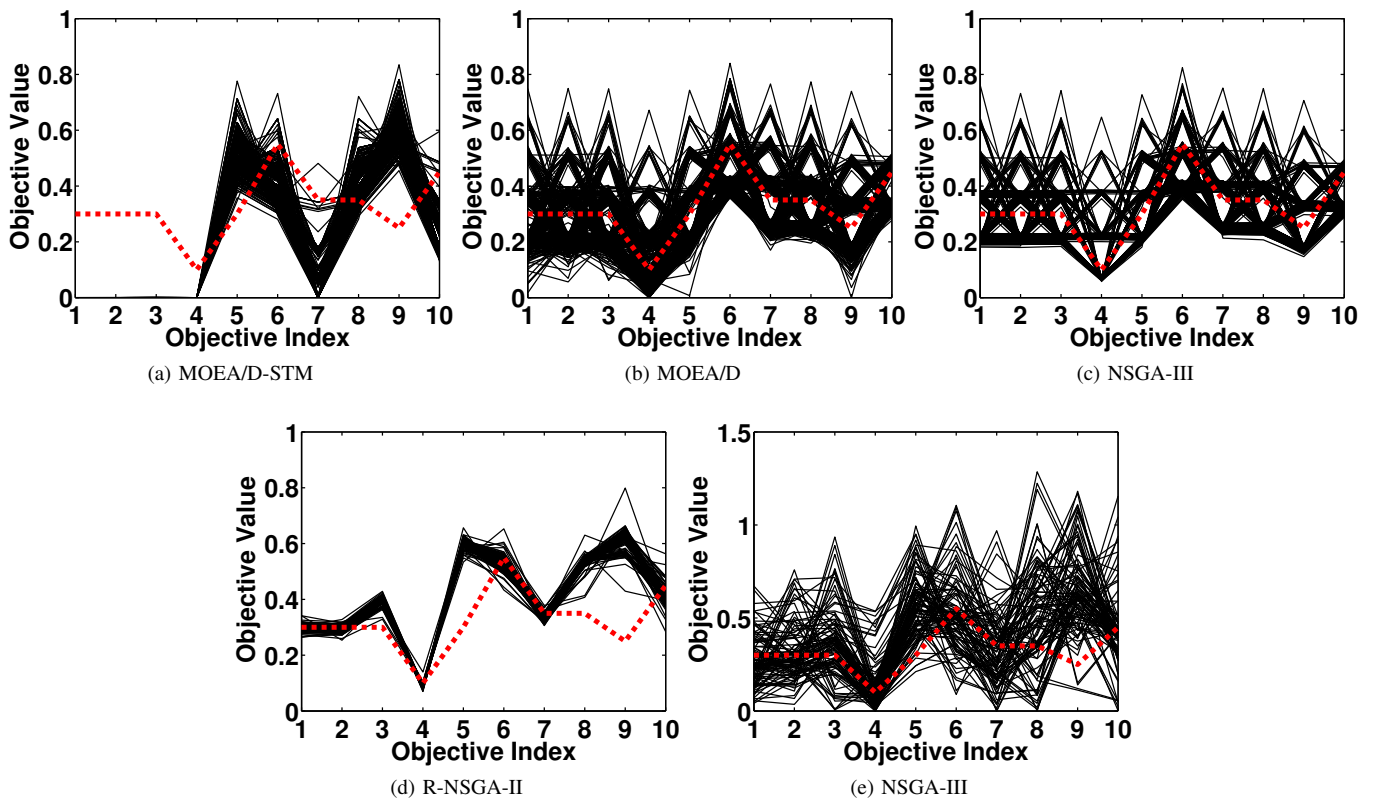 1
0.8
0.6
0.4
0.2
0
Objective Value
1 2 3 4 5 6 7 8 9 10
Objective Index
(a) MOEA/D-STM
1
0.8
0.6
0.4
0.2
0
Objective Value
1 2 3 4 5 6 7 8 9 10
Objective Index
(b) MOEA/D
1
0.8
0.6
0.4
0.2
0
Objective Value
1 2 3 4 5 6 7 8 9 10
Objective Index
(c) NSGA-III
1
0.8
0.6
0.4
0.2
0
Objective Value
1 2 3 4 5 6 7 8 9 10
Objective Index
(d) R-NSGA-II
1.5
1
0.5
0
Objective Value
1 2 3 4 5 6 7 8 9 10
Objective Index
(e) NSGA-III